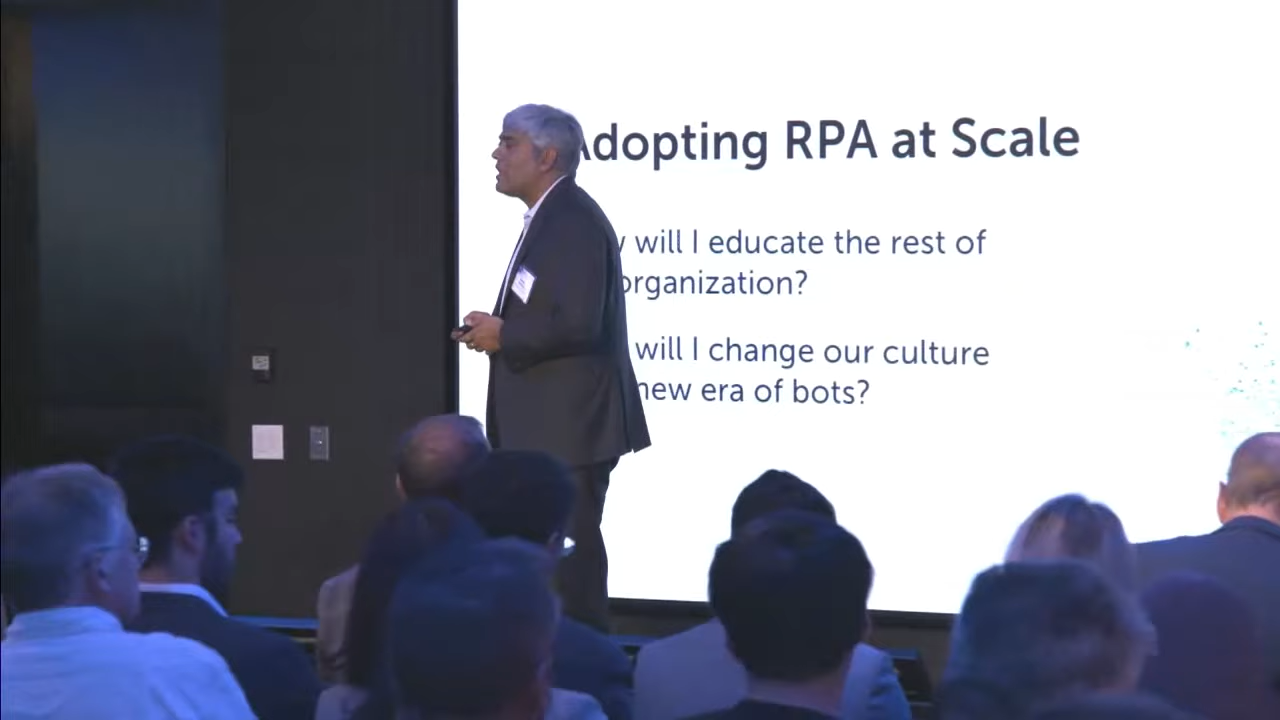 Adopting RPA at Scale
will I educate the rest of
organization?
will I change our culture
new era of bots?